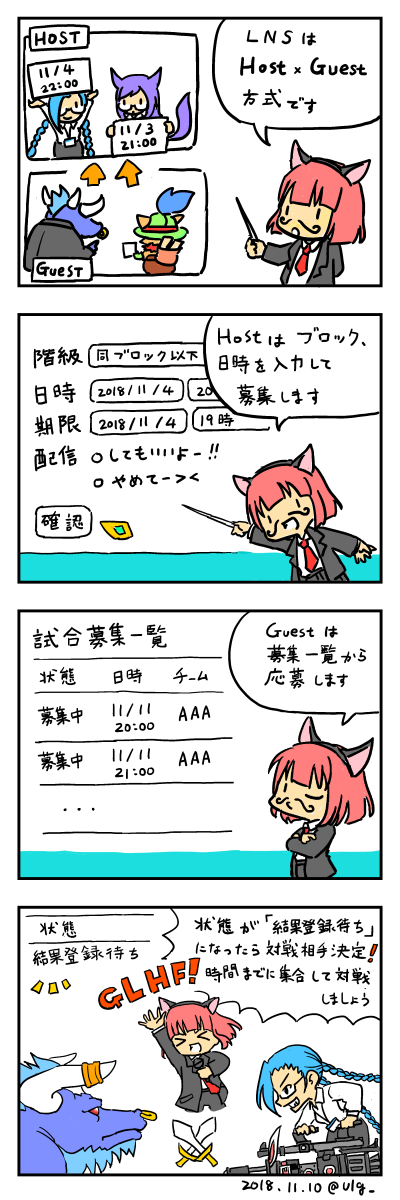 HOST
11/4
22:00
11/3
21:00
GUEST
LNSは
Host×Guest
方式です
階級 同ブロック以下
日時 2018/11/4 20
期限 2018/11/4 19時
配信 ○してもいいよー!!
○やめてー><
確認
Hostは ブロック、
日時を入力して
募集します
試合募集一覧
状態 日時 チーム
募集中 11/11 20:00 AAA
募集中 11/11 21:00 AAA
...
Guestは
募集一覧から
応募します
状態
結果登録待ち
状態が「結果登録待ち」
になったら対戦相手決定!
時間までに集合して対戦
しましょう
GLHF!
2018.11.10 @ulg_